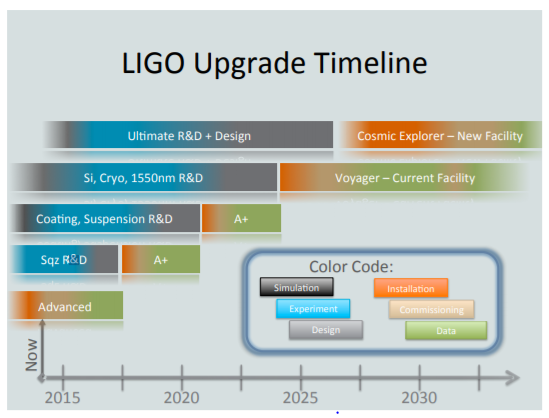 LIGO Upgrade Timeline
Ultimate R&D + Design
Cosmic Explorer – New Facility
Si, Cryo, 1550nm R&D
Voyager – Current Facility
Coating, Suspension R&D
A+
Sqz R&D
A+
Advanced
Color Code:
Simulation
Installation
Experiment
Commissioning
Design
Data
Now
2015
2020
2025
2030